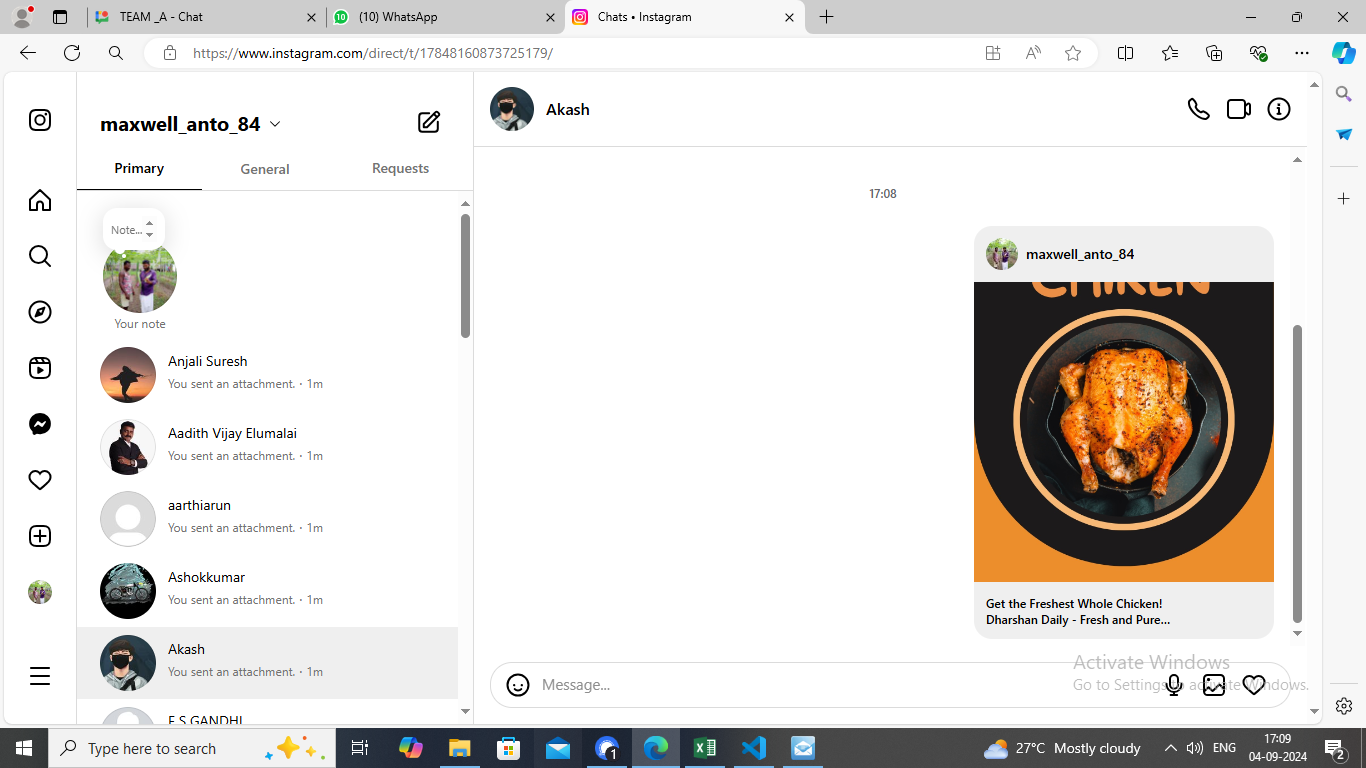 TEAM _A - Chat
(10) WhatsApp
Chats • Instagram
https://www.instagram.com/direct/t/17848160873725179/
maxwell_anto_84
Primary
General
Requests
Note...
Your note
Anjali Suresh
You sent an attachment. · 1m
Aadith Vijay Elumalai
You sent an attachment. · 1m
aarthiarun
You sent an attachment. · 1m
Ashokkumar
You sent an attachment. · 1m
Akash
You sent an attachment. · 1m
F S GANDHI
Akash
17:08
maxwell_anto_84
CHIKEN
Get the Freshest Whole Chicken!
Dharshan Daily - Fresh and Pure...
Message...
Activate Windows
Go to Settings to activate Windows.
Type here to search
27°C Mostly cloudy
ENG
17:09
04-09-2024
2